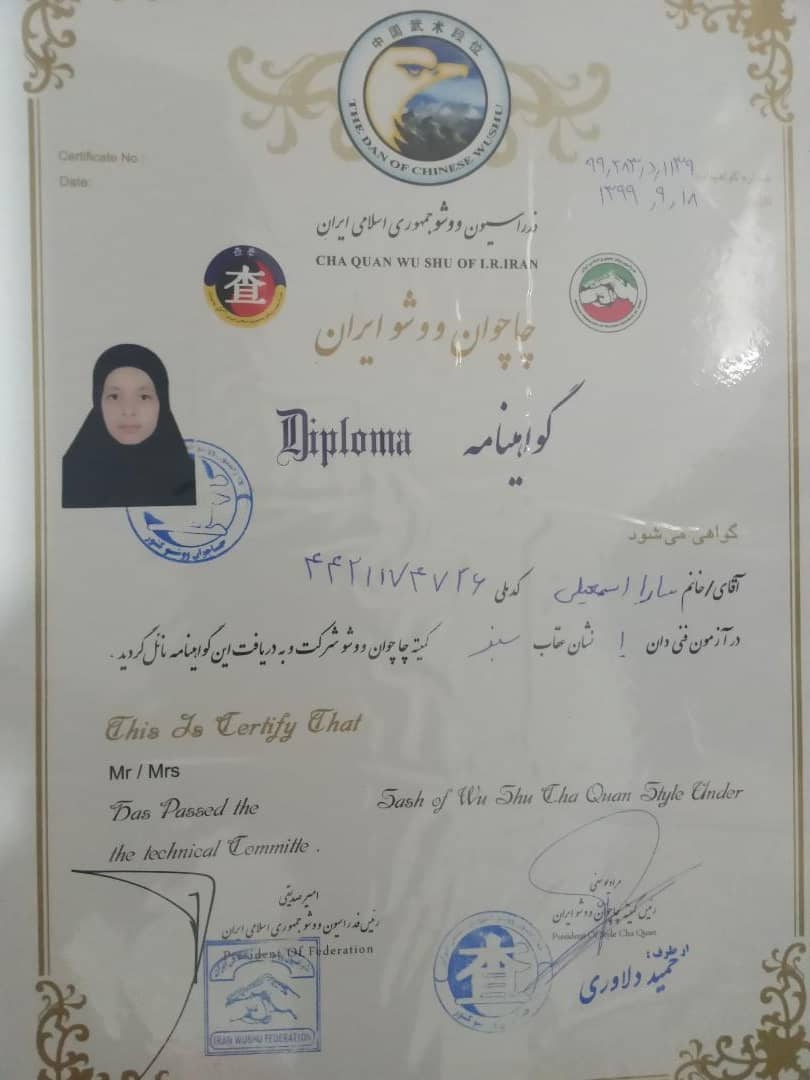 中国武术段位
THE DAN OF CHINESE WUSHU
Certificate No :
Date:
۹۹٫۲۸۳٫د٫۱۱۳۹
۱۳۹۹٫۹٫۱۸
فدراسیون ووشو جمهوری اسلامی ایران
CHA QUAN WU SHU OF I.R.IRAN
查
چاچوان ووشو ایران
Diploma گواهینامه
گواهی می شود
آقای/خانم سارا اسمعیلی کدملی ۴۴۲۱۱۷۴۷۲۶
در آزمون فنی دان ۱ نشان عقاب سبز کمیته چاچوان ووشو شرکت و به دریافت این گواهینامه نائل گردید .
This Is Certify That
Mr / Mrs
Has Passed the Sash of Wu Shu Cha Quan Style Under
the technical Committe .
امیر صدیقی
رئیس فدراسیون ووشو جمهوری اسلامی ایران
President Of Federation
IRAN WUSHU FEDERATION
رئیس کمیته چاچوان ووشو ایران
President Of Style Cha Quan
查
از طرف:
حمید دلاوری